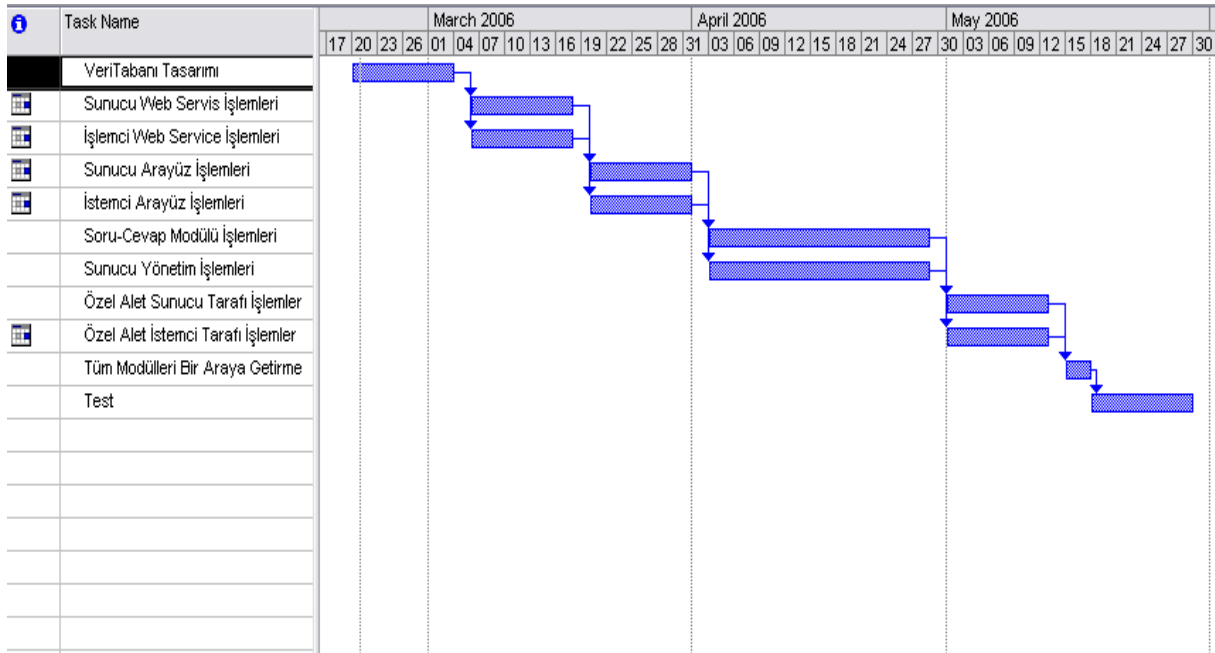 Task Name
March 2006 April 2006 May 2006
17 20 23 26 01 04 07 10 13 16 19 22 25 28 31 03 06 09 12 15 18 21 24 27 30 03 06 09 12 15 18 21 24 27 30
VeriTabanı Tasarımı
Sunucu Web Servis İşlemleri
İşlemci Web Service İşlemleri
Sunucu Arayüz İşlemleri
İstemci Arayüz İşlemleri
Soru-Cevap Modülü İşlemleri
Sunucu Yönetim İşlemleri
Özel Alet Sunucu Tarafı İşlemler
Özel Alet İstemci Tarafı İşlemler
Tüm Modülleri Bir Araya Getirme
Test